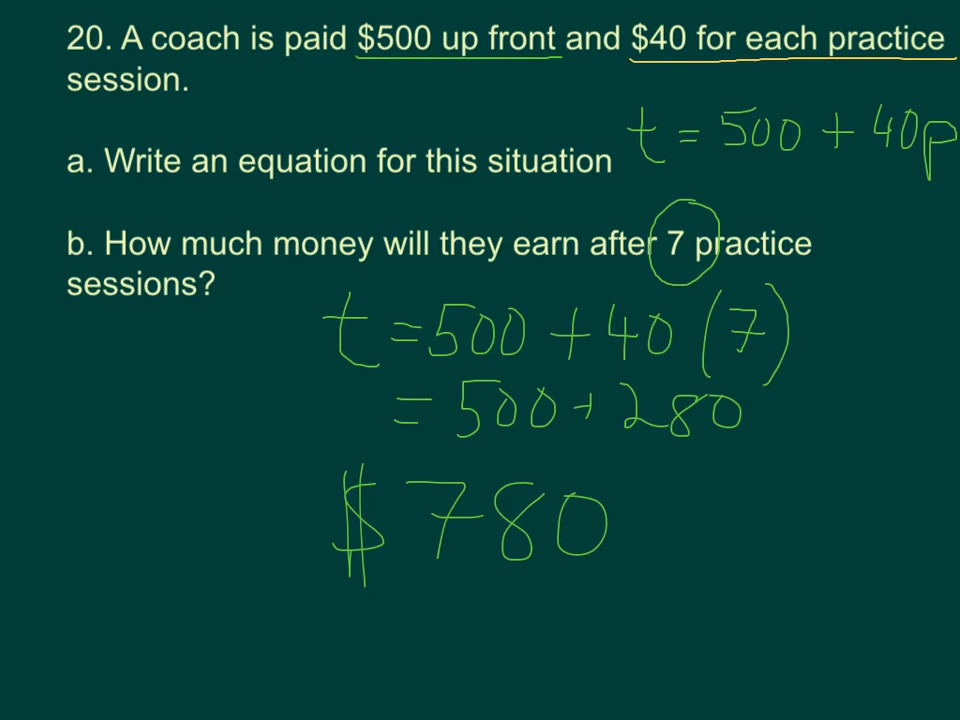 20. A coach is paid $500 up front and $40 for each practice
session.
t = 500 + 40p
a. Write an equation for this situation
b. How much money will they earn after 7 practice
sessions?
t = 500 + 40 (7)
= 500 + 280
$780